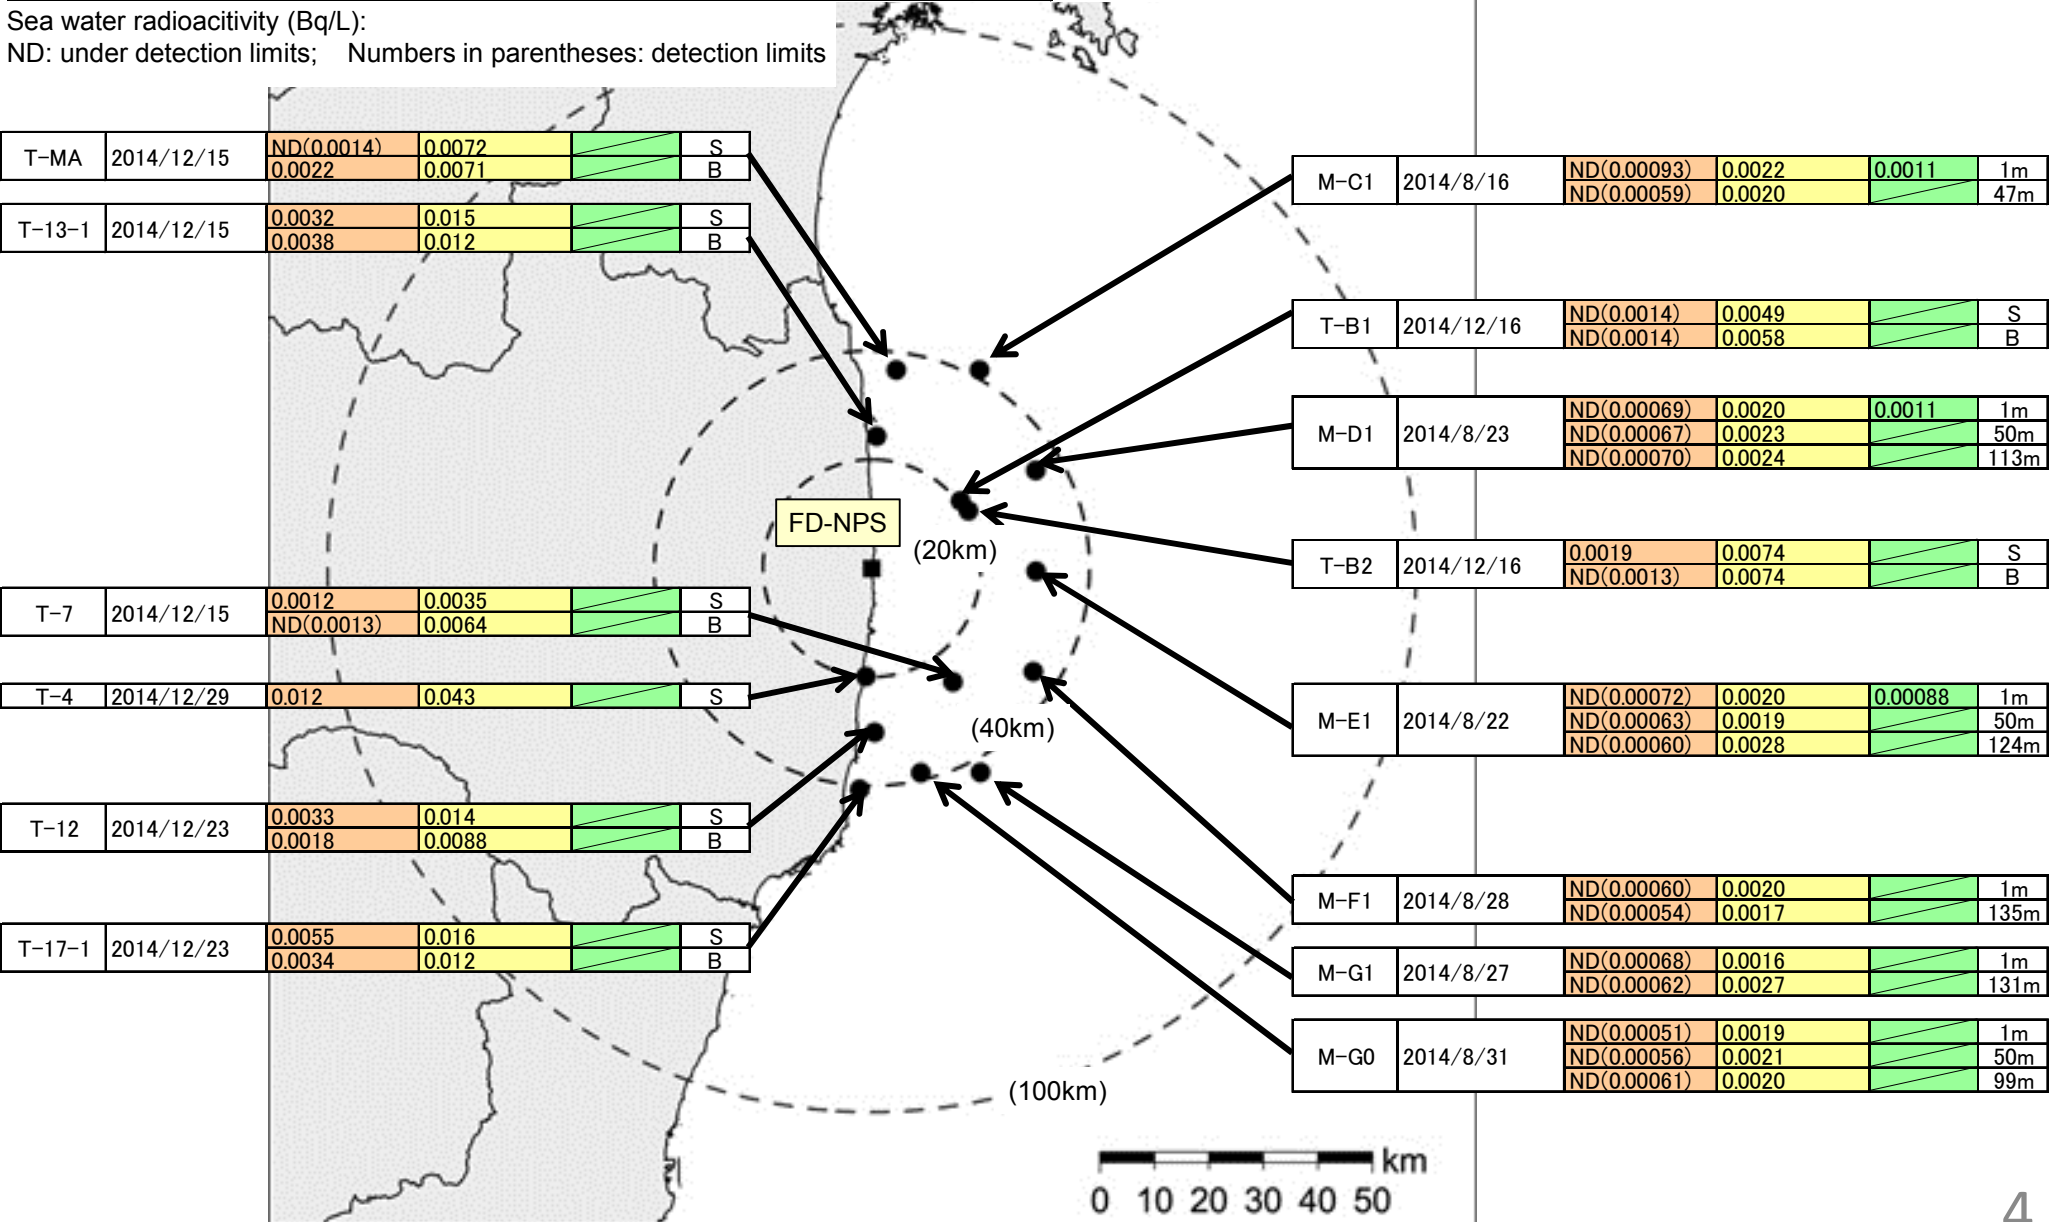 Sea water radioacitivity (Bq/L):
ND: under detection limits; Numbers in parentheses: detection limits
T-MA 2014/12/15 ND(0.0014) 0.0072 S
0.0022 0.0071 B
T-13-1 2014/12/15 0.0032 0.015 S
0.0038 0.012 B
T-7 2014/12/15 0.0012 0.0035 S
ND(0.0013) 0.0064 B
T-4 2014/12/29 0.012 0.043 S
T-12 2014/12/23 0.0033 0.014 S
0.0018 0.0088 B
T-17-1 2014/12/23 0.0055 0.016 S
0.0034 0.012 B
FD-NPS
(20km)
(40km)
(100km)
M-C1 2014/8/16 ND(0.00093) 0.0022 0.0011 1m
ND(0.00059) 0.0020 47m
T-B1 2014/12/16 ND(0.0014) 0.0049 S
ND(0.0014) 0.0058 B
M-D1 2014/8/23 ND(0.00069) 0.0020 0.0011 1m
ND(0.00067) 0.0023 50m
ND(0.00070) 0.0024 113m
T-B2 2014/12/16 0.0019 0.0074 S
ND(0.0013) 0.0074 B
M-E1 2014/8/22 ND(0.00072) 0.0020 0.00088 1m
ND(0.00063) 0.0019 50m
ND(0.00060) 0.0028 124m
M-F1 2014/8/28 ND(0.00060) 0.0020 1m
ND(0.00054) 0.0017 135m
M-G1 2014/8/27 ND(0.00068) 0.0016 1m
ND(0.00062) 0.0027 131m
M-G0 2014/8/31 ND(0.00051) 0.0019 1m
ND(0.00056) 0.0021 50m
ND(0.00061) 0.0020 99m
km
0 10 20 30 40 50
4